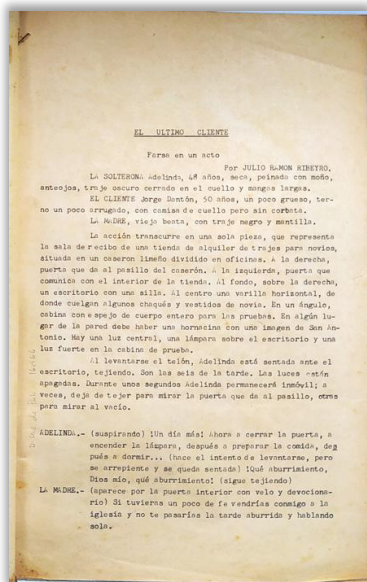 EL ULTIMO CLIENTE
Farsa en un acto
Por JULIO RAMON RIBEYRO.
LA SOLTERONA Adelinda, 48 años, seca, peinada con moño,
anteojos, traje oscuro cerrado en el cuello y mangas largas.
EL CLIENTE Jorge Dantón, 50 años, un poco grueso, ter-
no un poco arrugado, con camisa de cuello pero sin corbata.
LA MADRE, vieja beata, con traje negro y mantilla.
La acción transcurre en una sola pieza, que representa
la sala de recibo de una tienda de alquiler de trajes para novios,
situada en un caseron limeño dividido en oficinas. A la derecha,
puerta que da al pasillo del caserón. A la izquierda, puerta que
comunica con el interior de la tienda. Al fondo, sobre la derecha,
un escritorio con una silla. Al centro una varilla horizontal, de
donde cuelgan algunos chaqués y vestidos de novio. En un ángulo,
cabina con espejo de cuerpo entero para las pruebas. En algún lu-
gar de la pared debe haber una hornacina con una imagen de San An-
tonio. Hay una luz central, una lámpara sobre el escritorio y una
luz fuerte en la cabina de prueba.
Al levantarse el telón, Adelinda está sentada ante el
escritorio, tejiendo. Son las seis de la tarde. Las luces están
apagadas. Durante unos segundos Adelinda permanecerá inmóvil; a
veces, deja de tejer para mirar la puerta que da al pasillo, otras
para mirar al vacío.
ADELINDA.- (suspirando) !Un día más! Ahora a cerrar la puerta, a
encender la lámpara, después a preparar la comida, des
pués a dormir... (hace el intento de levantarse, pero
se arrepiente y se queda sentada) !Qué aburrimiento,
Dios mío, qué aburrimiento! (sigue tejiendo)
LA MADRE.- (aparece por la puerta interior con velo y devociona-
rio) Si tuvieras un poco de fe vendrías conmigo a la
iglesia y no te pasarías la tarde aburrida y hablando
sola.